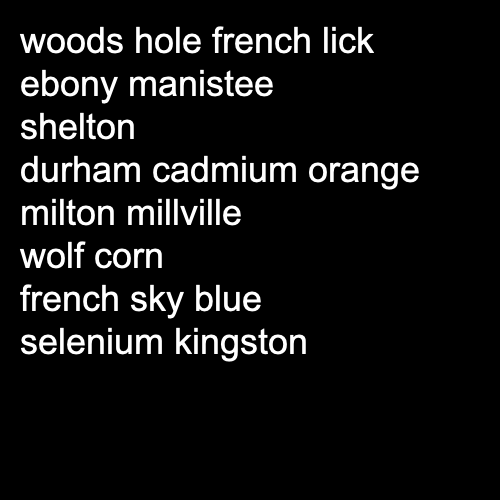 woods hole french lick
ebony manistee
shelton
durham cadmium orange
milton millville
wolf corn
french sky blue
selenium kingston